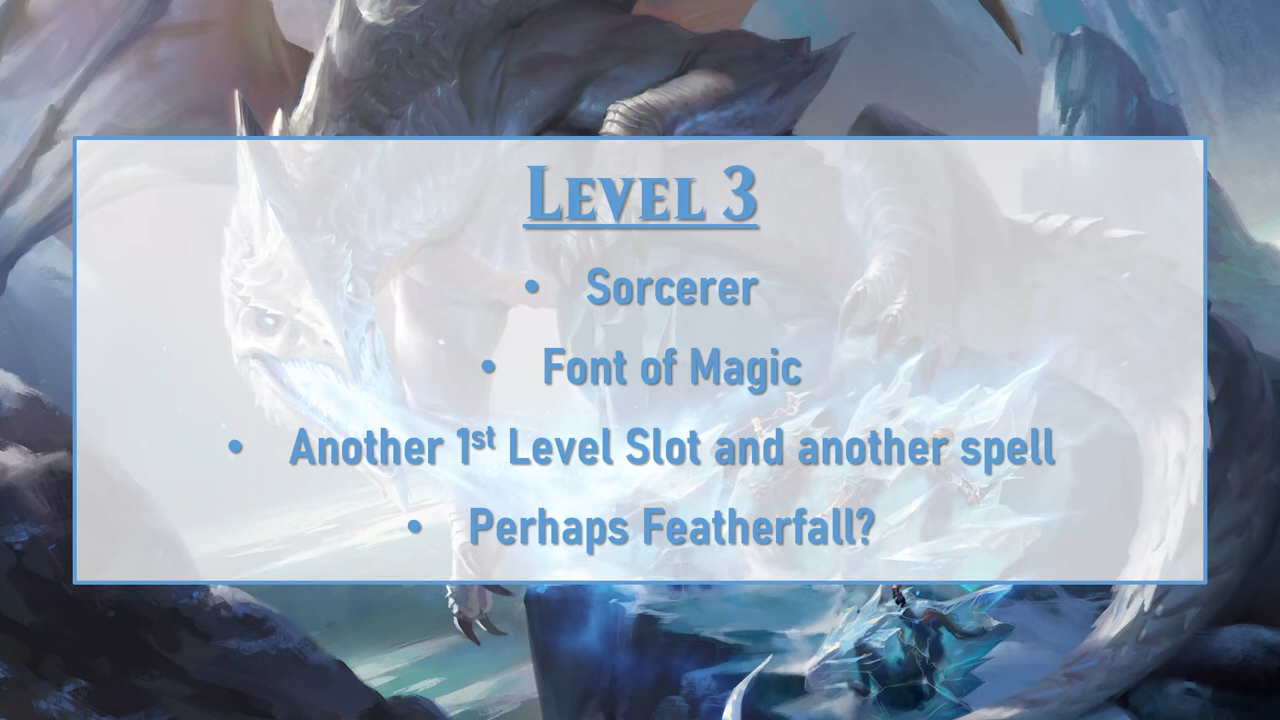 Level 3
• Sorcerer
• Font of Magic
• Another 1st Level Slot and another spell
• Perhaps Featherfall?